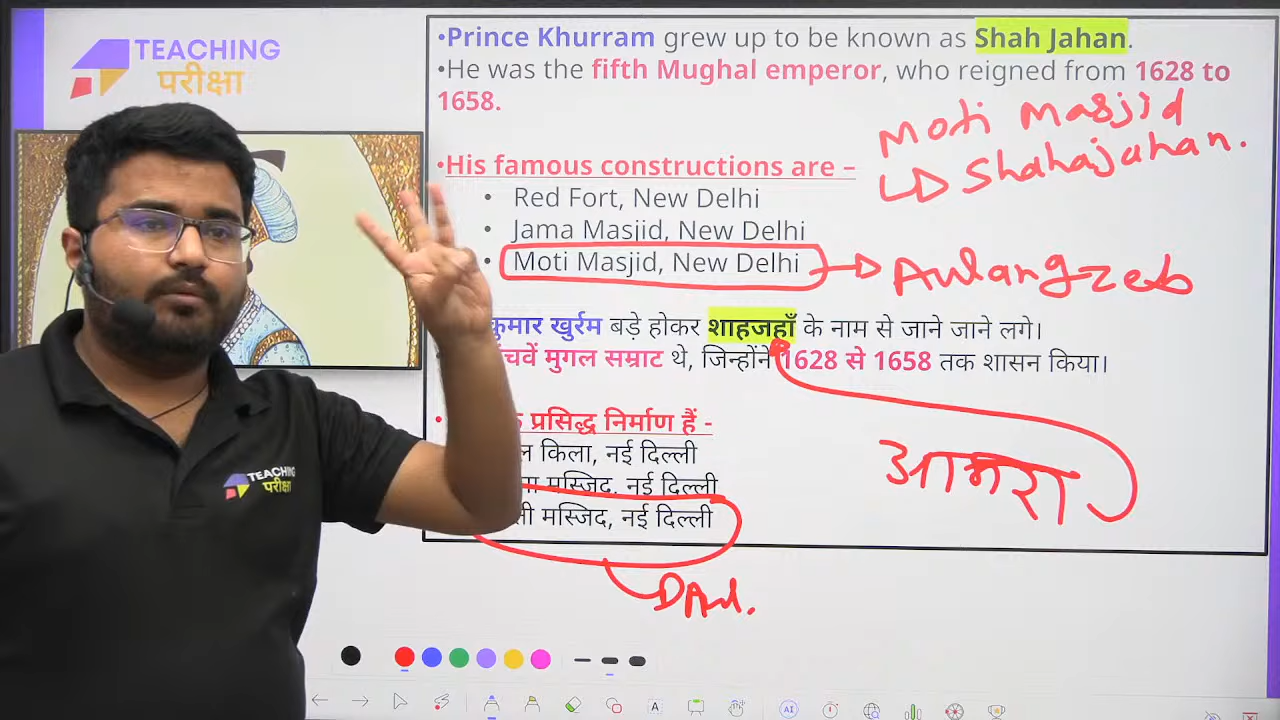 TEACHING
परीक्षा
•Prince Khurram grew up to be known as Shah Jahan.
•He was the fifth Mughal emperor, who reigned from 1628 to
1658.
Moti Masjid
Shahajahan.
•His famous constructions are –
• Red Fort, New Delhi
• Jama Masjid, New Delhi
• Moti Masjid, New Delhi
Aurangzeb
कुमार खुर्रम बड़े होकर शाहजहाँ के नाम से जाने जाने लगे।
मुगल सम्राट थे, जिन्होंने 1628 से 1658 तक शासन किया।
प्रसिद्ध निर्माण हैं -
किला, नई दिल्ली
मस्जिद, नई दिल्ली
मस्जिद, नई दिल्ली
TEACHING
परीक्षा
A
AI